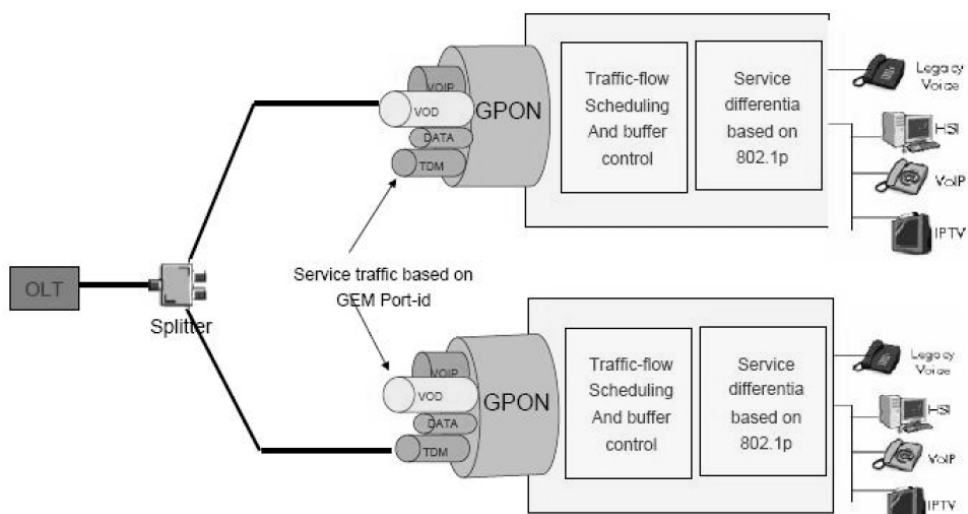 VOIP
VOD
DATA
TDM
GPON
Traffic-flow
Scheduling
And buffer
control
Service
differentia
based on
802.1p
Legacy
Voice
HSI
VoIP
IPTV
OLT
Splitter
Service traffic based on
GEM Port-id
VOIP
VOD
DATA
TDM
GPON
Traffic-flow
Scheduling
And buffer
control
Service
differentia
based on
802.1p
Legacy
Voice
HSI
VoIP
IPTV